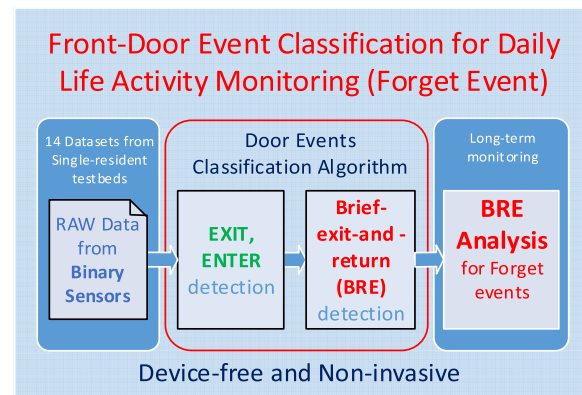 Front-Door Event Classification for Daily
Life Activity Monitoring (Forget Event)
14 Datasets from
Single-resident
testbeds
RAW Data
from
Binary
Sensors
Door Events
Classification Algorithm
EXIT,
ENTER
detection
Brief-
exit-and -
return
(BRE)
detection
Long-term
monitoring
BRE
Analysis
for Forget
events
Device-free and Non-invasive